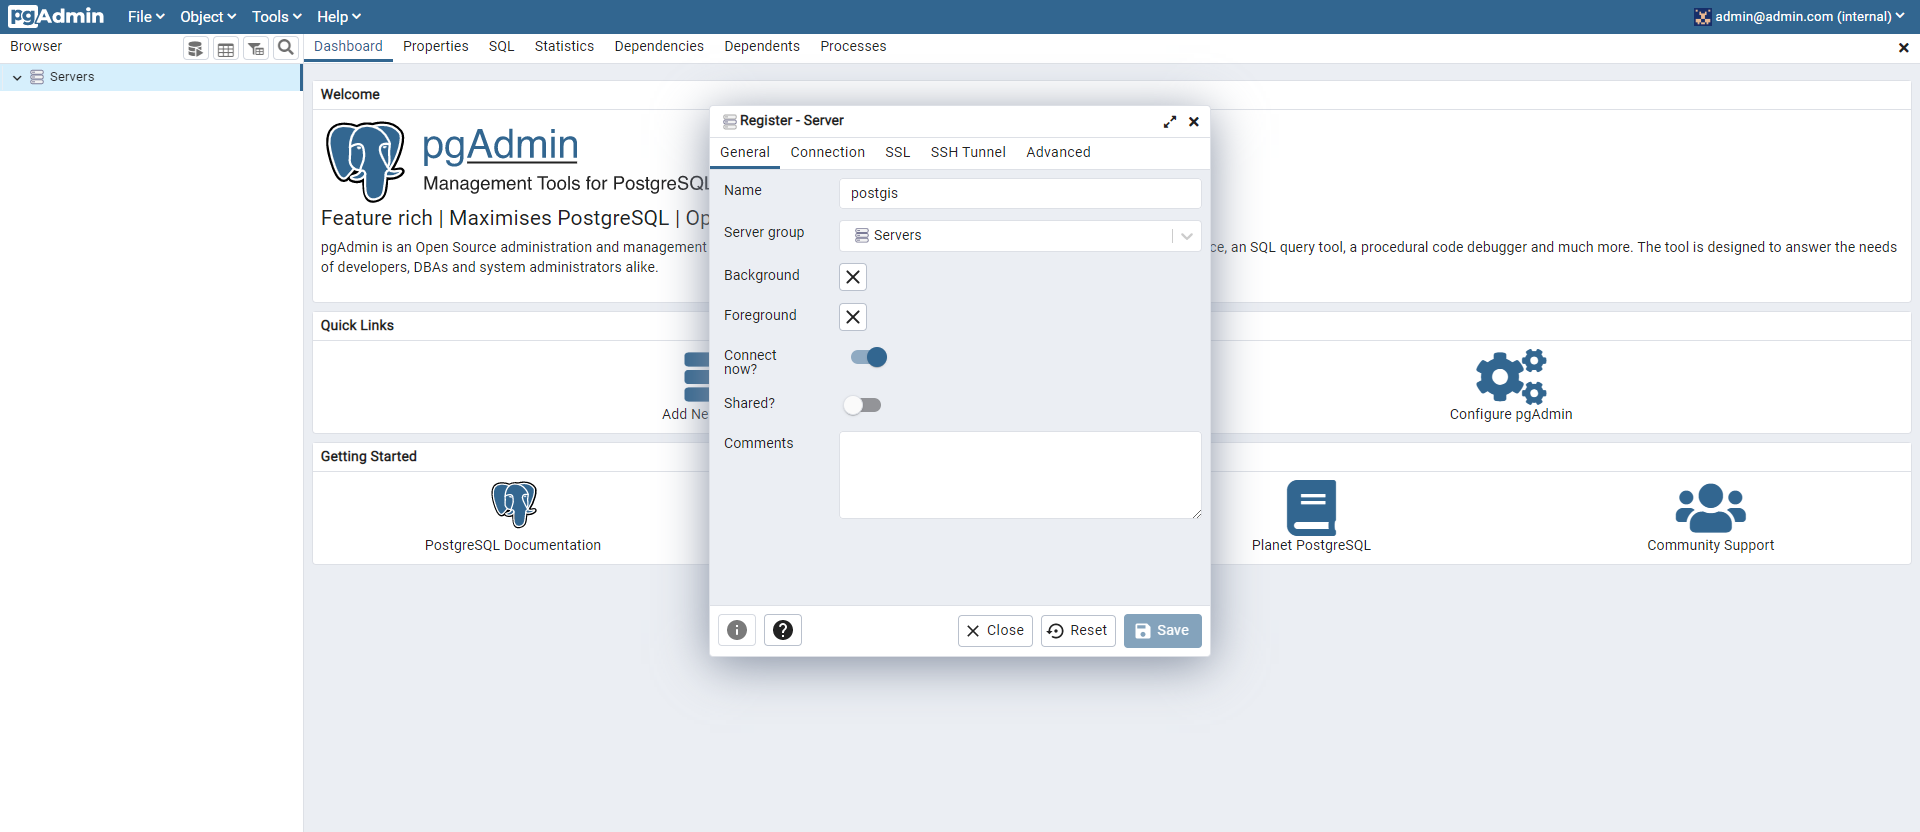 pgAdmin File Object Tools Help admin@admin.com (internal)
Browser Dashboard Properties SQL Statistics Dependencies Dependents Processes
Servers
Welcome
pgAdmin
Management Tools for PostgreSQL
Feature rich | Maximises PostgreSQL | Op
pgAdmin is an Open Source administration and management
ce, an SQL query tool, a procedural code debugger and much more. The tool is designed to answer the needs
of developers, DBAs and system administrators alike.
Quick Links
Add Ne
Configure pgAdmin
Getting Started
PostgreSQL Documentation
Planet PostgreSQL
Community Support
Register - Server
General Connection SSL SSH Tunnel Advanced
Name postgis
Server group Servers
Background
Foreground
Connect
now?
Shared?
Comments
Close Reset Save